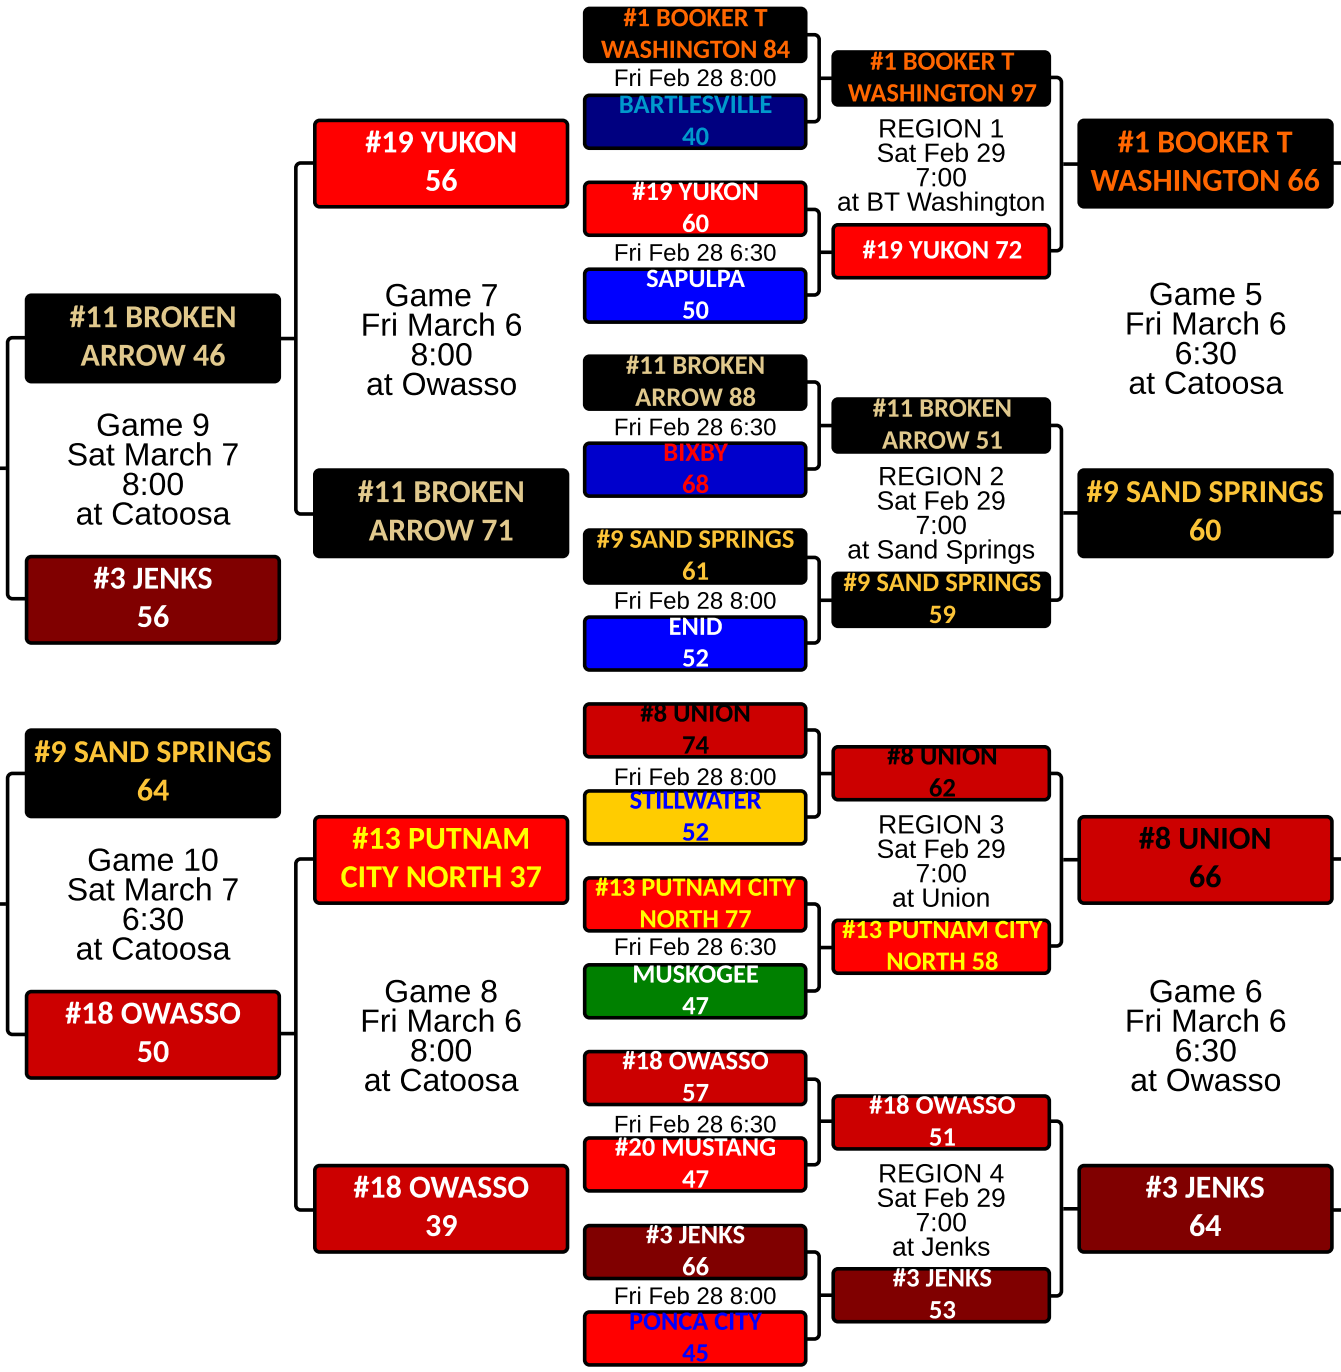 #11 BROKEN
ARROW 46
Game 9
Sat March 7
8:00
at Catoosa
#3 JENKS
56
#9 SAND SPRINGS
64
Game 10
Sat March 7
6:30
at Catoosa
#18 OWASSO
50
#19 YUKON
56
Game 7
Fri March 6
8:00
at Owasso
#11 BROKEN
ARROW 71
#13 PUTNAM
CITY NORTH 37
Game 8
Fri March 6
8:00
at Catoosa
#18 OWASSO
39
#1 BOOKER T
WASHINGTON 84
Fri Feb 28 8:00
BARTLESVILLE
40
#19 YUKON
60
Fri Feb 28 6:30
SAPULPA
50
#11 BROKEN
ARROW 88
Fri Feb 28 6:30
BIXBY
68
#9 SAND SPRINGS
61
Fri Feb 28 8:00
ENID
52
#8 UNION
74
Fri Feb 28 8:00
STILLWATER
52
#13 PUTNAM CITY
NORTH 77
Fri Feb 28 6:30
MUSKOGEE
47
#18 OWASSO
57
Fri Feb 28 6:30
#20 MUSTANG
47
#3 JENKS
66
Fri Feb 28 8:00
PONCA CITY
45
#1 BOOKER T
WASHINGTON 97
REGION 1
Sat Feb 29
7:00
at BT Washington
#19 YUKON 72
#11 BROKEN
ARROW 51
REGION 2
Sat Feb 29
7:00
at Sand Springs
#9 SAND SPRINGS
59
#8 UNION
62
REGION 3
Sat Feb 29
7:00
at Union
#13 PUTNAM CITY
NORTH 58
#18 OWASSO
51
REGION 4
Sat Feb 29
7:00
at Jenks
#3 JENKS
53
#1 BOOKER T
WASHINGTON 66
Game 5
Fri March 6
6:30
at Catoosa
#9 SAND SPRINGS
60
#8 UNION
66
Game 6
Fri March 6
6:30
at Owasso
#3 JENKS
64